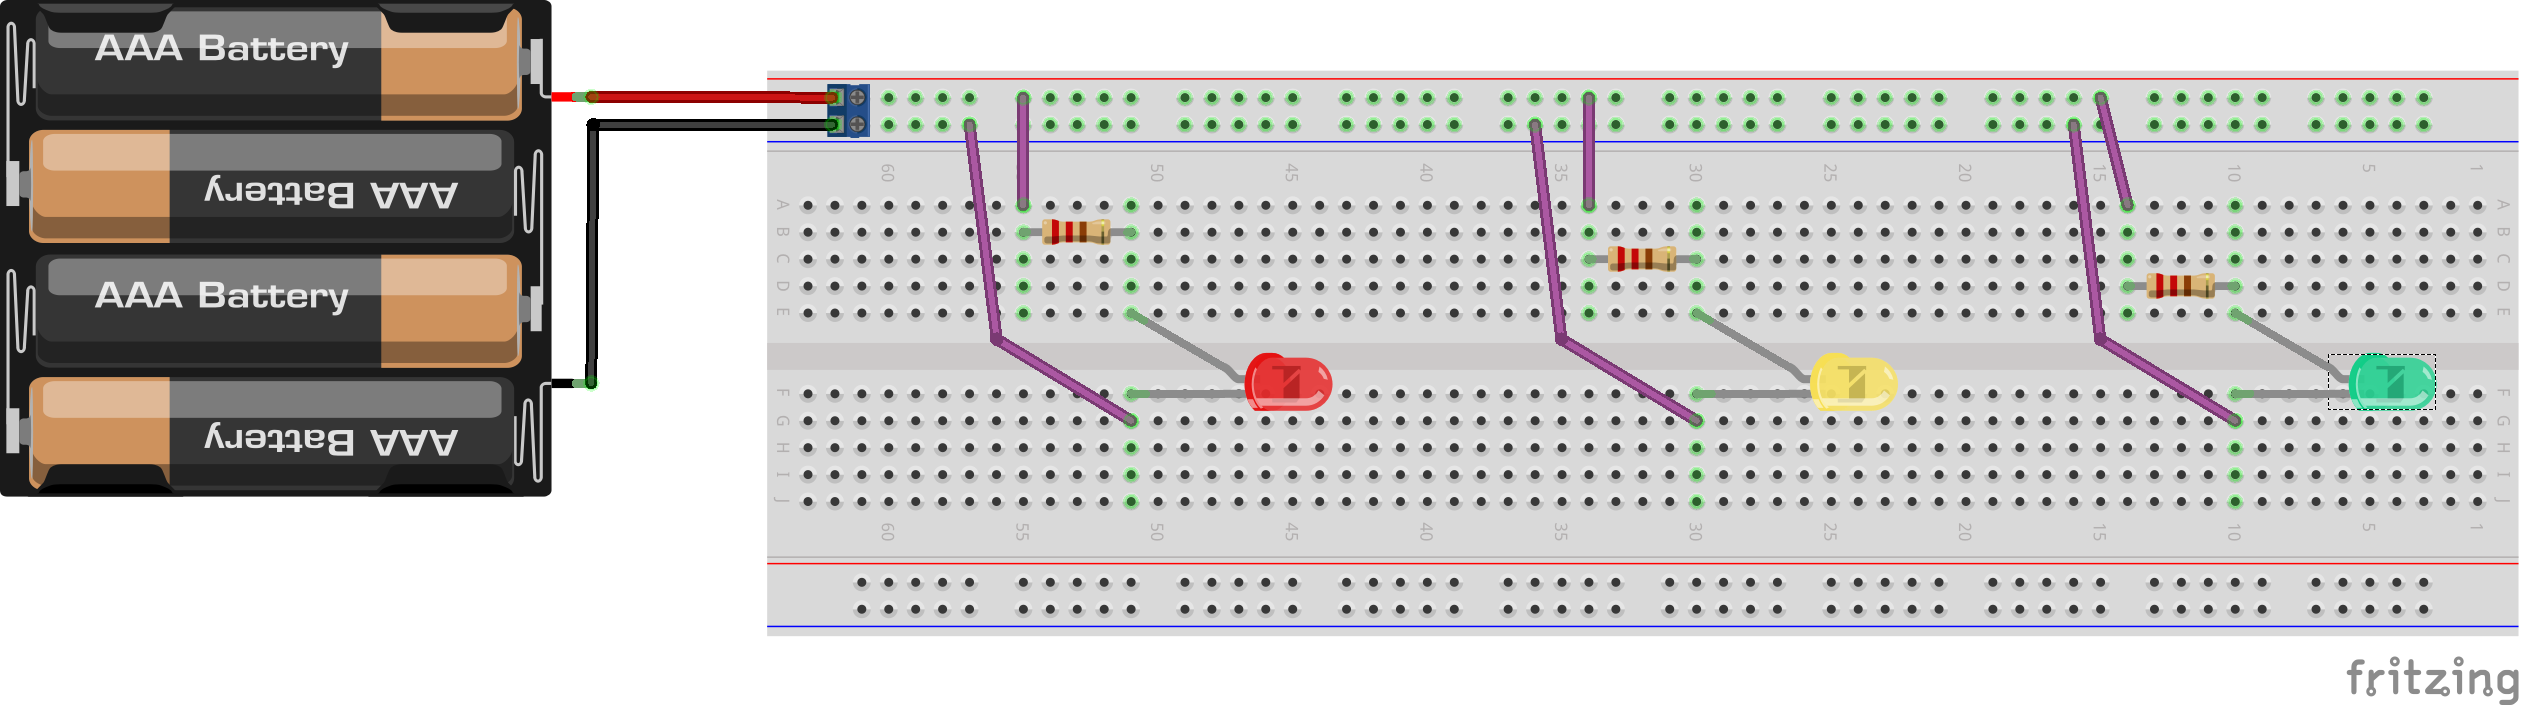 AAA Battery
AAA Battery
AAA Battery
AAA Battery
60 50 45 40 35 30 25 20 15 10 5 1
A A
B B
C C
D D
E E
F F
G G
H H
I I
J J
60 55 50 45 40 35 30 25 20 15 10 5 1
fritzing